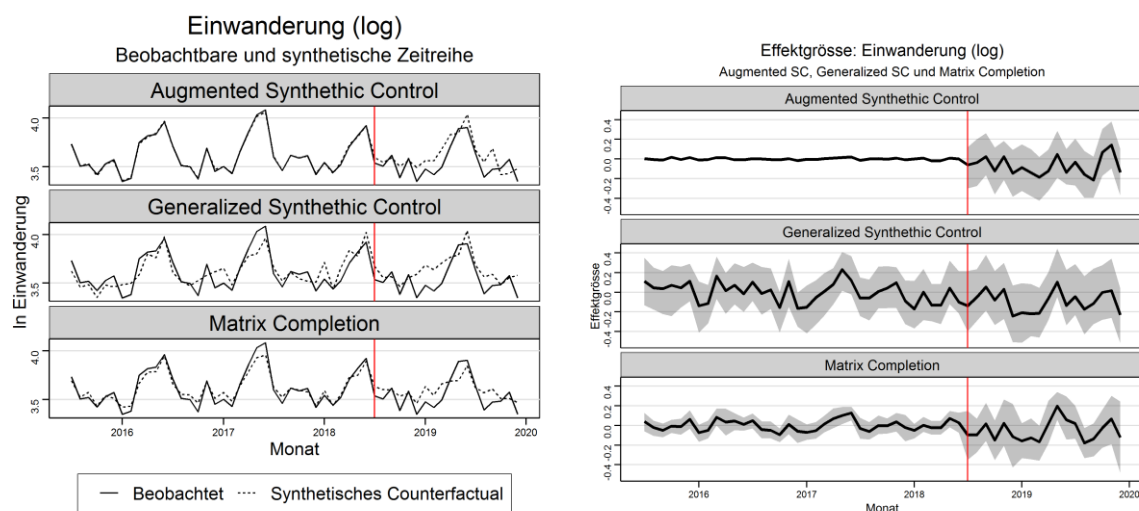 Einwanderung (log)
Beobachtbare und synthetische Zeitreihe
Augmented Synthethic Control
4.0
3.5
Generalized Synthethic Control
4.0
3.5
Matrix Completion
4.0
3.5
ln Einwanderung
2016 2017 2018 2019 2020
Monat
Beobachtet Synthetisches Counterfactual
Effektgrösse: Einwanderung (log)
Augmented SC, Generalized SC und Matrix Completion
Augmented Synthethic Control
0.4
0.2
0.0
-0.2
-0.4
Generalized Synthethic Control
0.4
0.2
0.0
-0.2
-0.4
Matrix Completion
0.4
0.2
0.0
-0.2
-0.4
Effektgrösse
2016 2017 2018 2019 2020
Monat